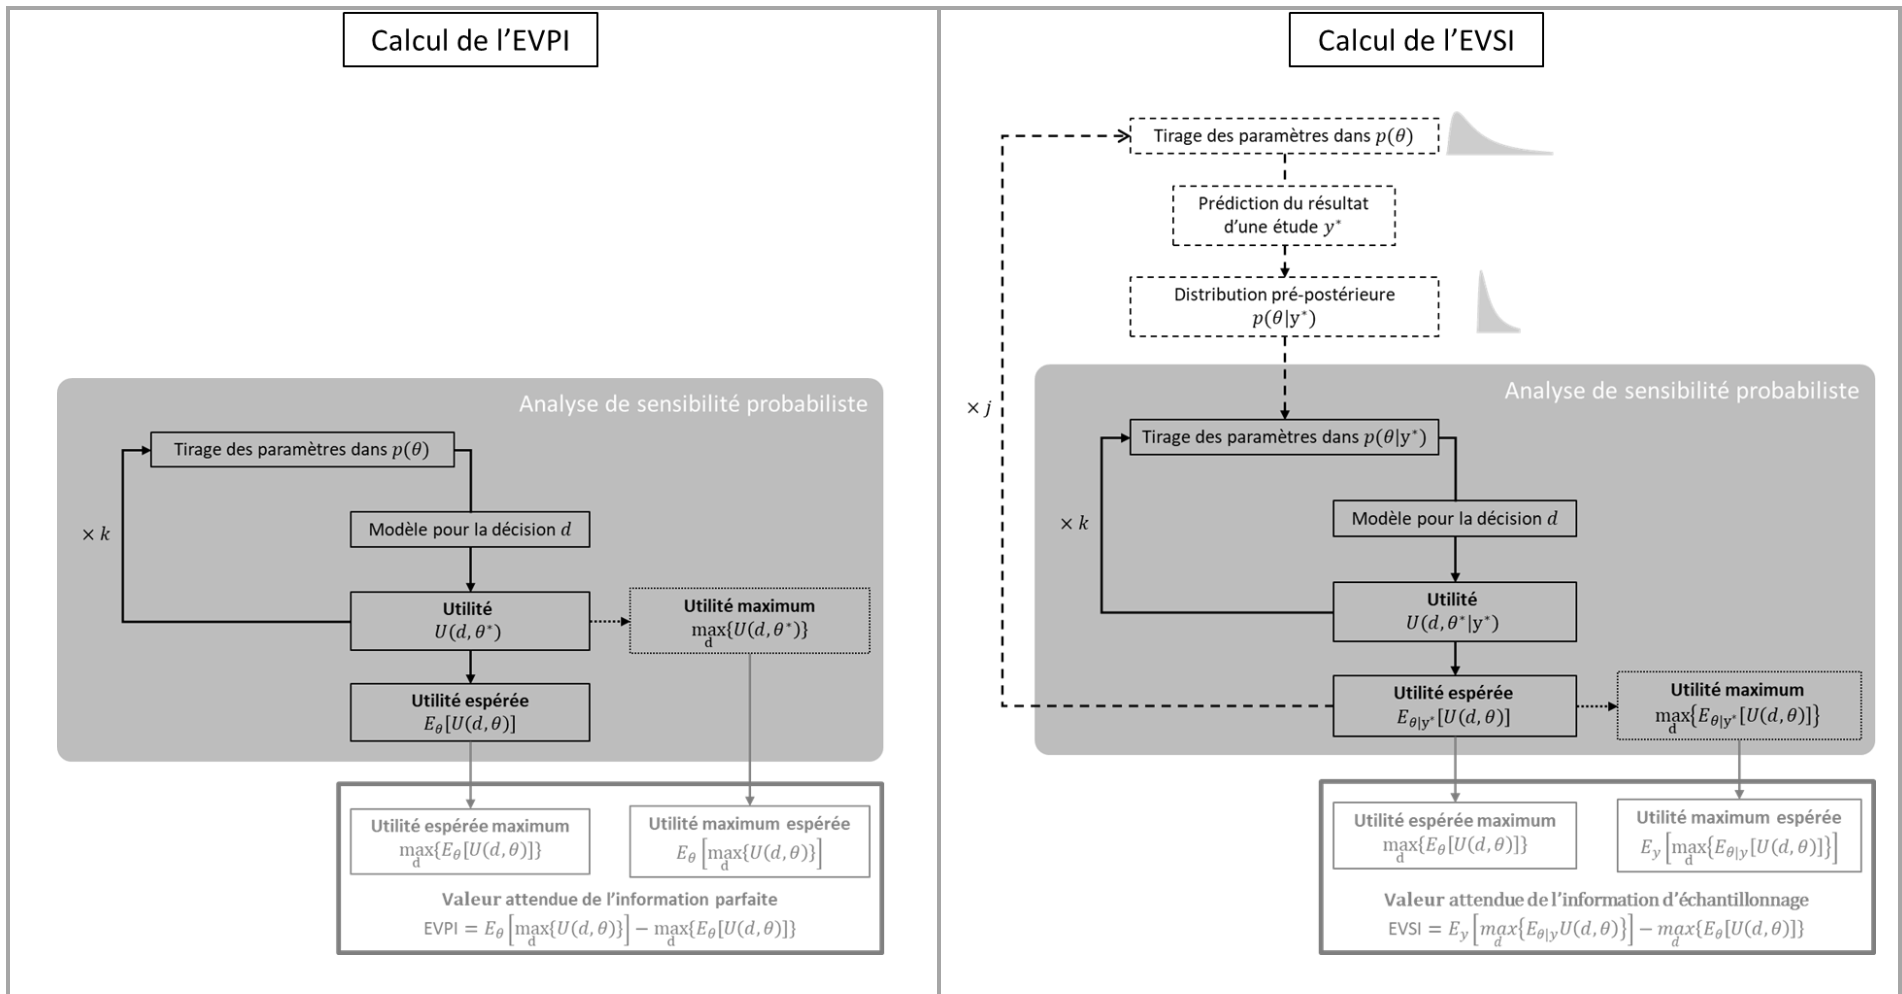 Calcul de l’EVPI
Analyse de sensibilité probabiliste
Tirage des paramètres dans p(θ)
× k
Modèle pour la décision d
Utilité
U(d, θ*)
Utilité maximum
max{U(d, θ*)}
d
Utilité espérée
E_θ[U(d, θ)]
Utilité espérée maximum
max{E_θ[U(d, θ)]}
d
Utilité maximum espérée
E_θ[max{U(d, θ)}]
d
Valeur attendue de l’information parfaite
EVPI = E_θ[max{U(d, θ)}] − max{E_θ[U(d, θ)]}
d d
Calcul de l’EVSI
Tirage des paramètres dans p(θ)
Prédiction du résultat
d’une étude y*
Distribution pré-postérieure
p(θ|y*)
× j
Analyse de sensibilité probabiliste
Tirage des paramètres dans p(θ|y*)
× k
Modèle pour la décision d
Utilité
U(d, θ*|y*)
Utilité espérée
E_θ|y*[U(d, θ)]
Utilité maximum
max{E_θ|y*[U(d, θ)]}
d
Utilité espérée maximum
max{E_θ[U(d, θ)]}
d
Utilité maximum espérée
E_y[max{E_θ|y[U(d, θ)]}]
d
Valeur attendue de l’information d’échantillonnage
EVSI = E_y[max{E_θ|y U(d, θ)}] − max{E_θ[U(d, θ)]}
d d